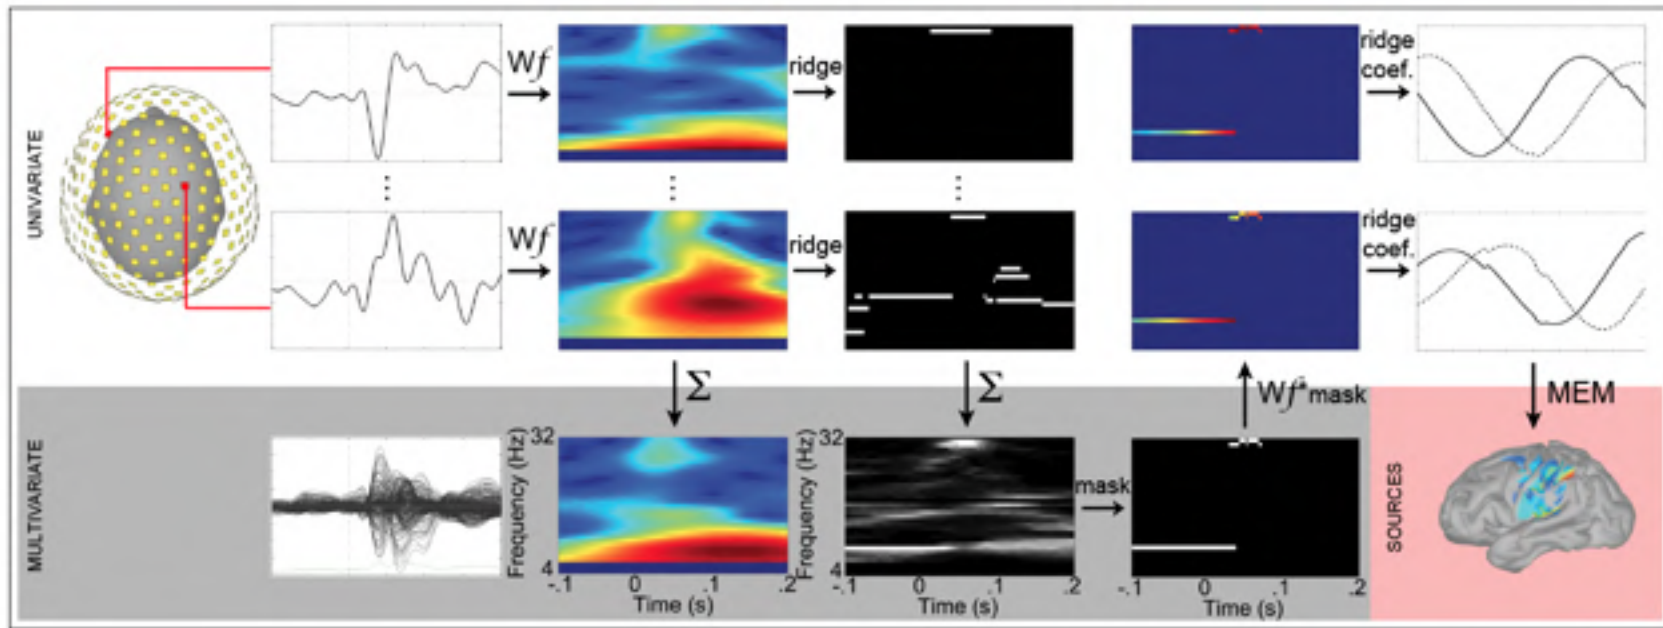 UNIVARIATE
Wf
ridge
ridge
coef.
Wf
ridge
ridge
coef.
Σ
Σ
mask
MEM
MULTIVARIATE
Frequency (Hz)
32
4
-.1 0 .1 .2
Time (s)
Frequency (Hz)
32
4
-.1 0 .1 .2
Time (s)
mask
-.1 0 .1 .2
Time (s)
SOURCES